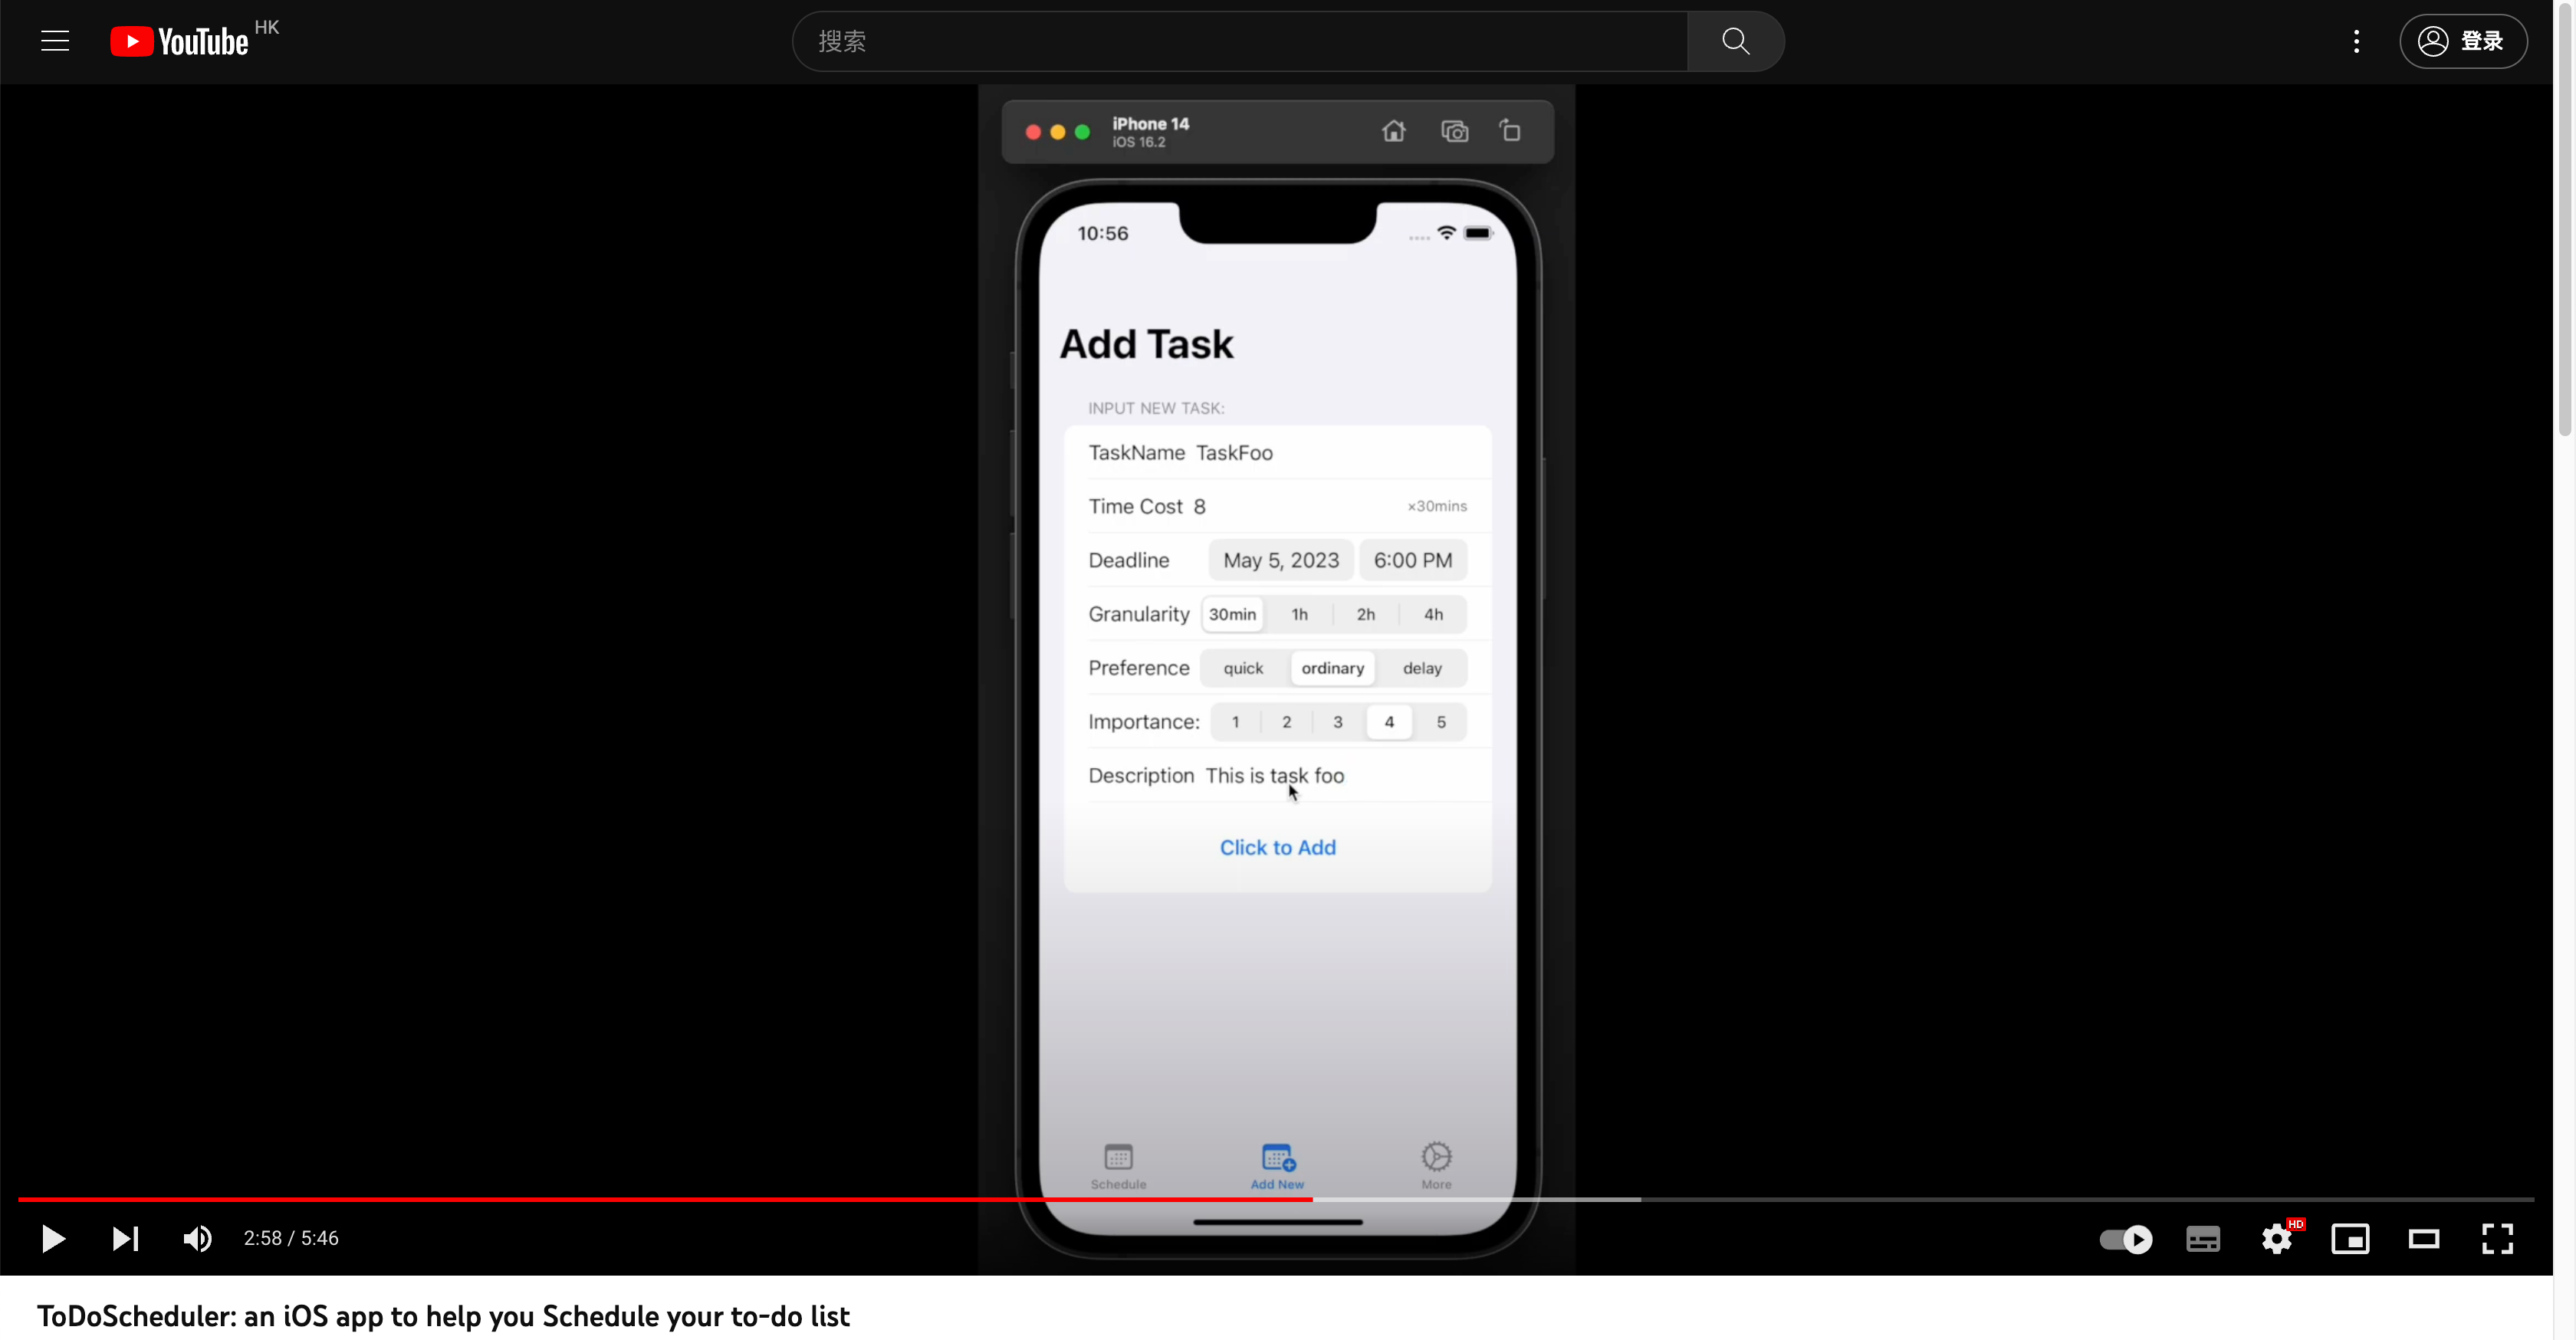 YouTube HK
搜索
登录
iPhone 14
iOS 16.2
10:56
Add Task
INPUT NEW TASK:
TaskName TaskFoo
Time Cost 8 ×30mins
Deadline May 5, 2023 6:00 PM
Granularity 30min 1h 2h 4h
Preference quick ordinary delay
Importance: 1 2 3 4 5
Description This is task foo
Click to Add
Schedule Add New More
2:58 / 5:46
HD
ToDoScheduler: an iOS app to help you Schedule your to-do list